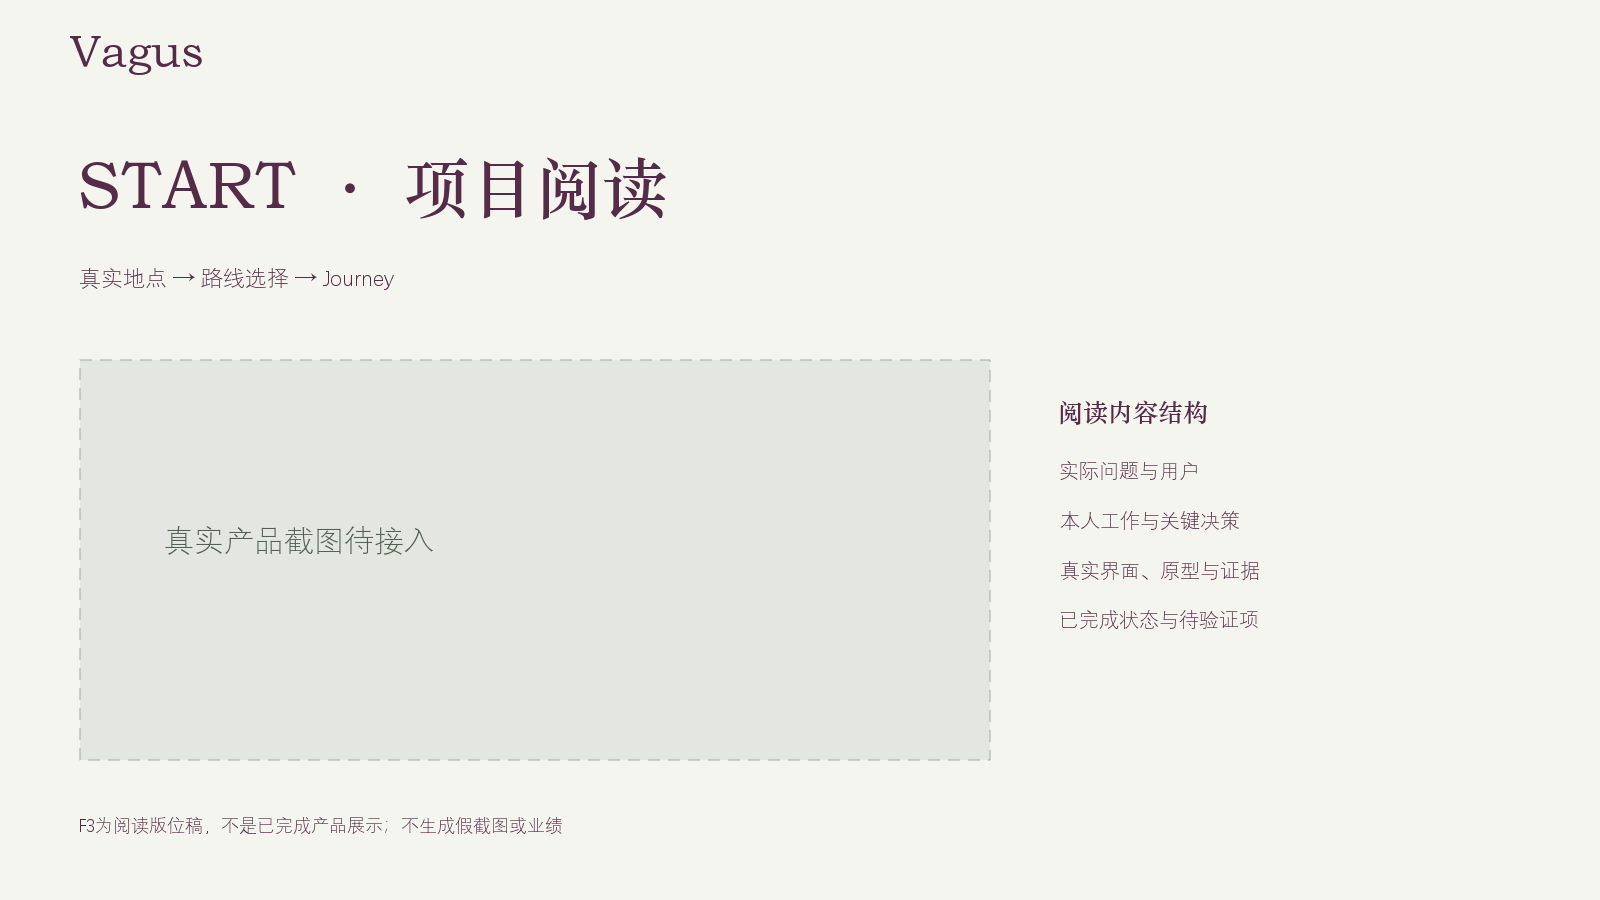 Vagus
START · 项目阅读
真实地点 → 路线选择 → Journey
真实产品截图待接入
阅读内容结构
实际问题与用户
本人工作与关键决策
真实界面、原型与证据
已完成状态与待验证项
F3为阅读版位稿，不是已完成产品展示；不生成假截图或业绩